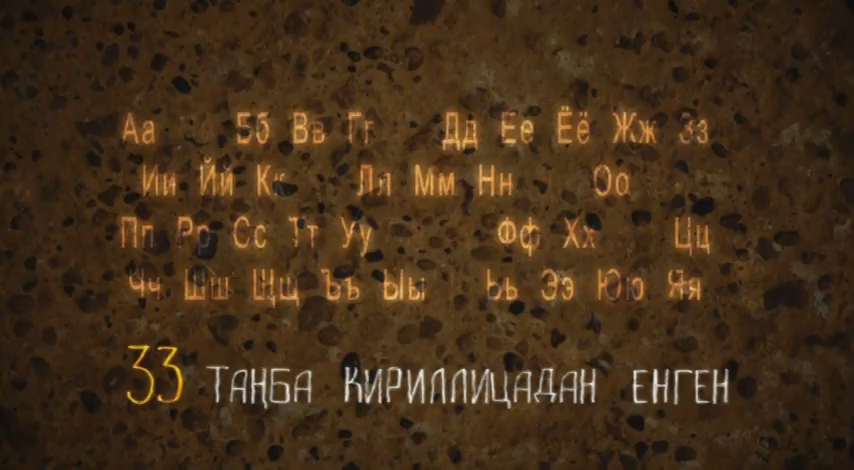 Аа Бб Вв Гг Дд Ее Ёё Жж Зз
Ии Йй Кк Лл Мм Нн Оо
Пп Рр Сс Тт Уу Фф Хх Цц
Чч Шш Щщ Ъъ Ыы Ьь Ээ Юю Яя
33 ТАҢБА КИРИЛЛИЦАДАН ЕНГЕН